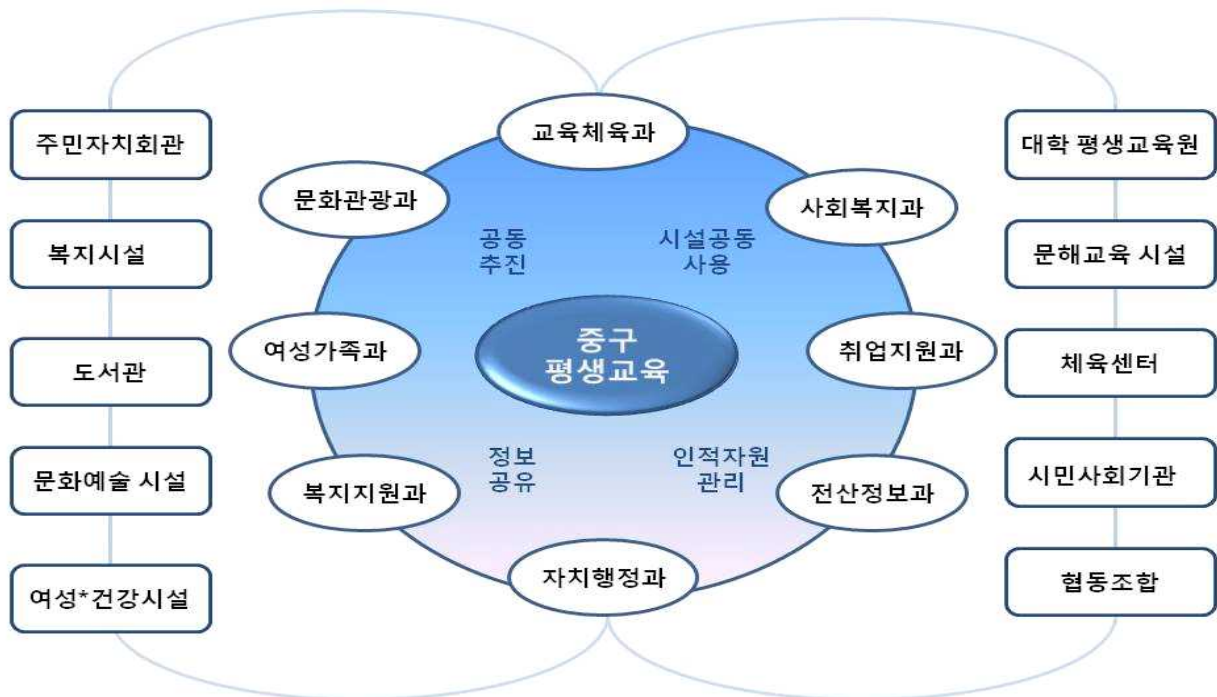 교육체육과
주민자치회관
대학 평생교육원
문화관광과
사회복지과
공동
추진
시설공동
사용
복지시설
문해교육 시설
여성가족과
중구
평생교육
취업지원과
도서관
체육센터
정보
공유
인적자원
관리
문화예술 시설
복지지원과
전산정보과
시민사회기관
자치행정과
여성*건강시설
협동조합